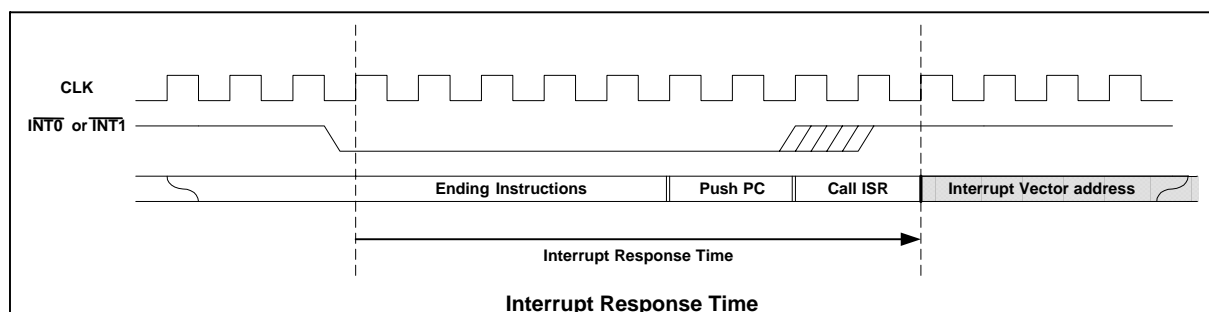 CLK
INT0 or INT1
Ending Instructions Push PC Call ISR Interrupt Vector address
Interrupt Response Time
Interrupt Response Time